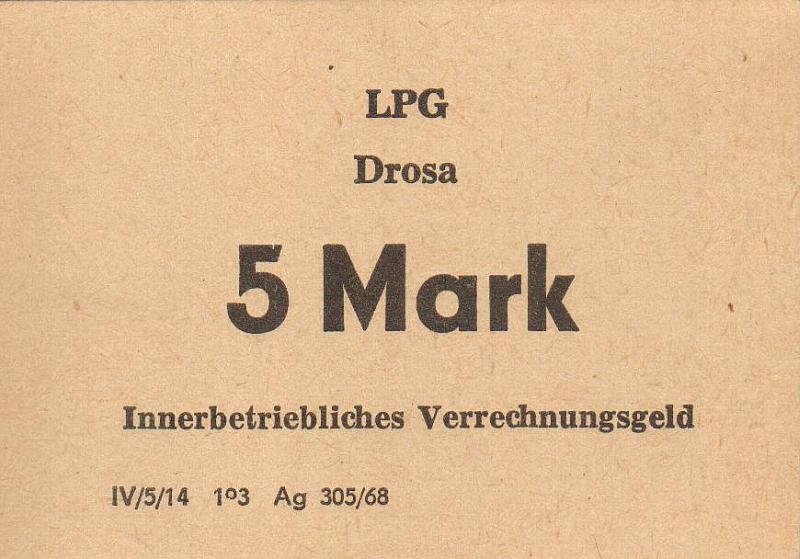 LPG
Drosa
5 Mark
Innerbetriebliches Verrechnungsgeld
IV/5/14 1º3 Ag 305/68